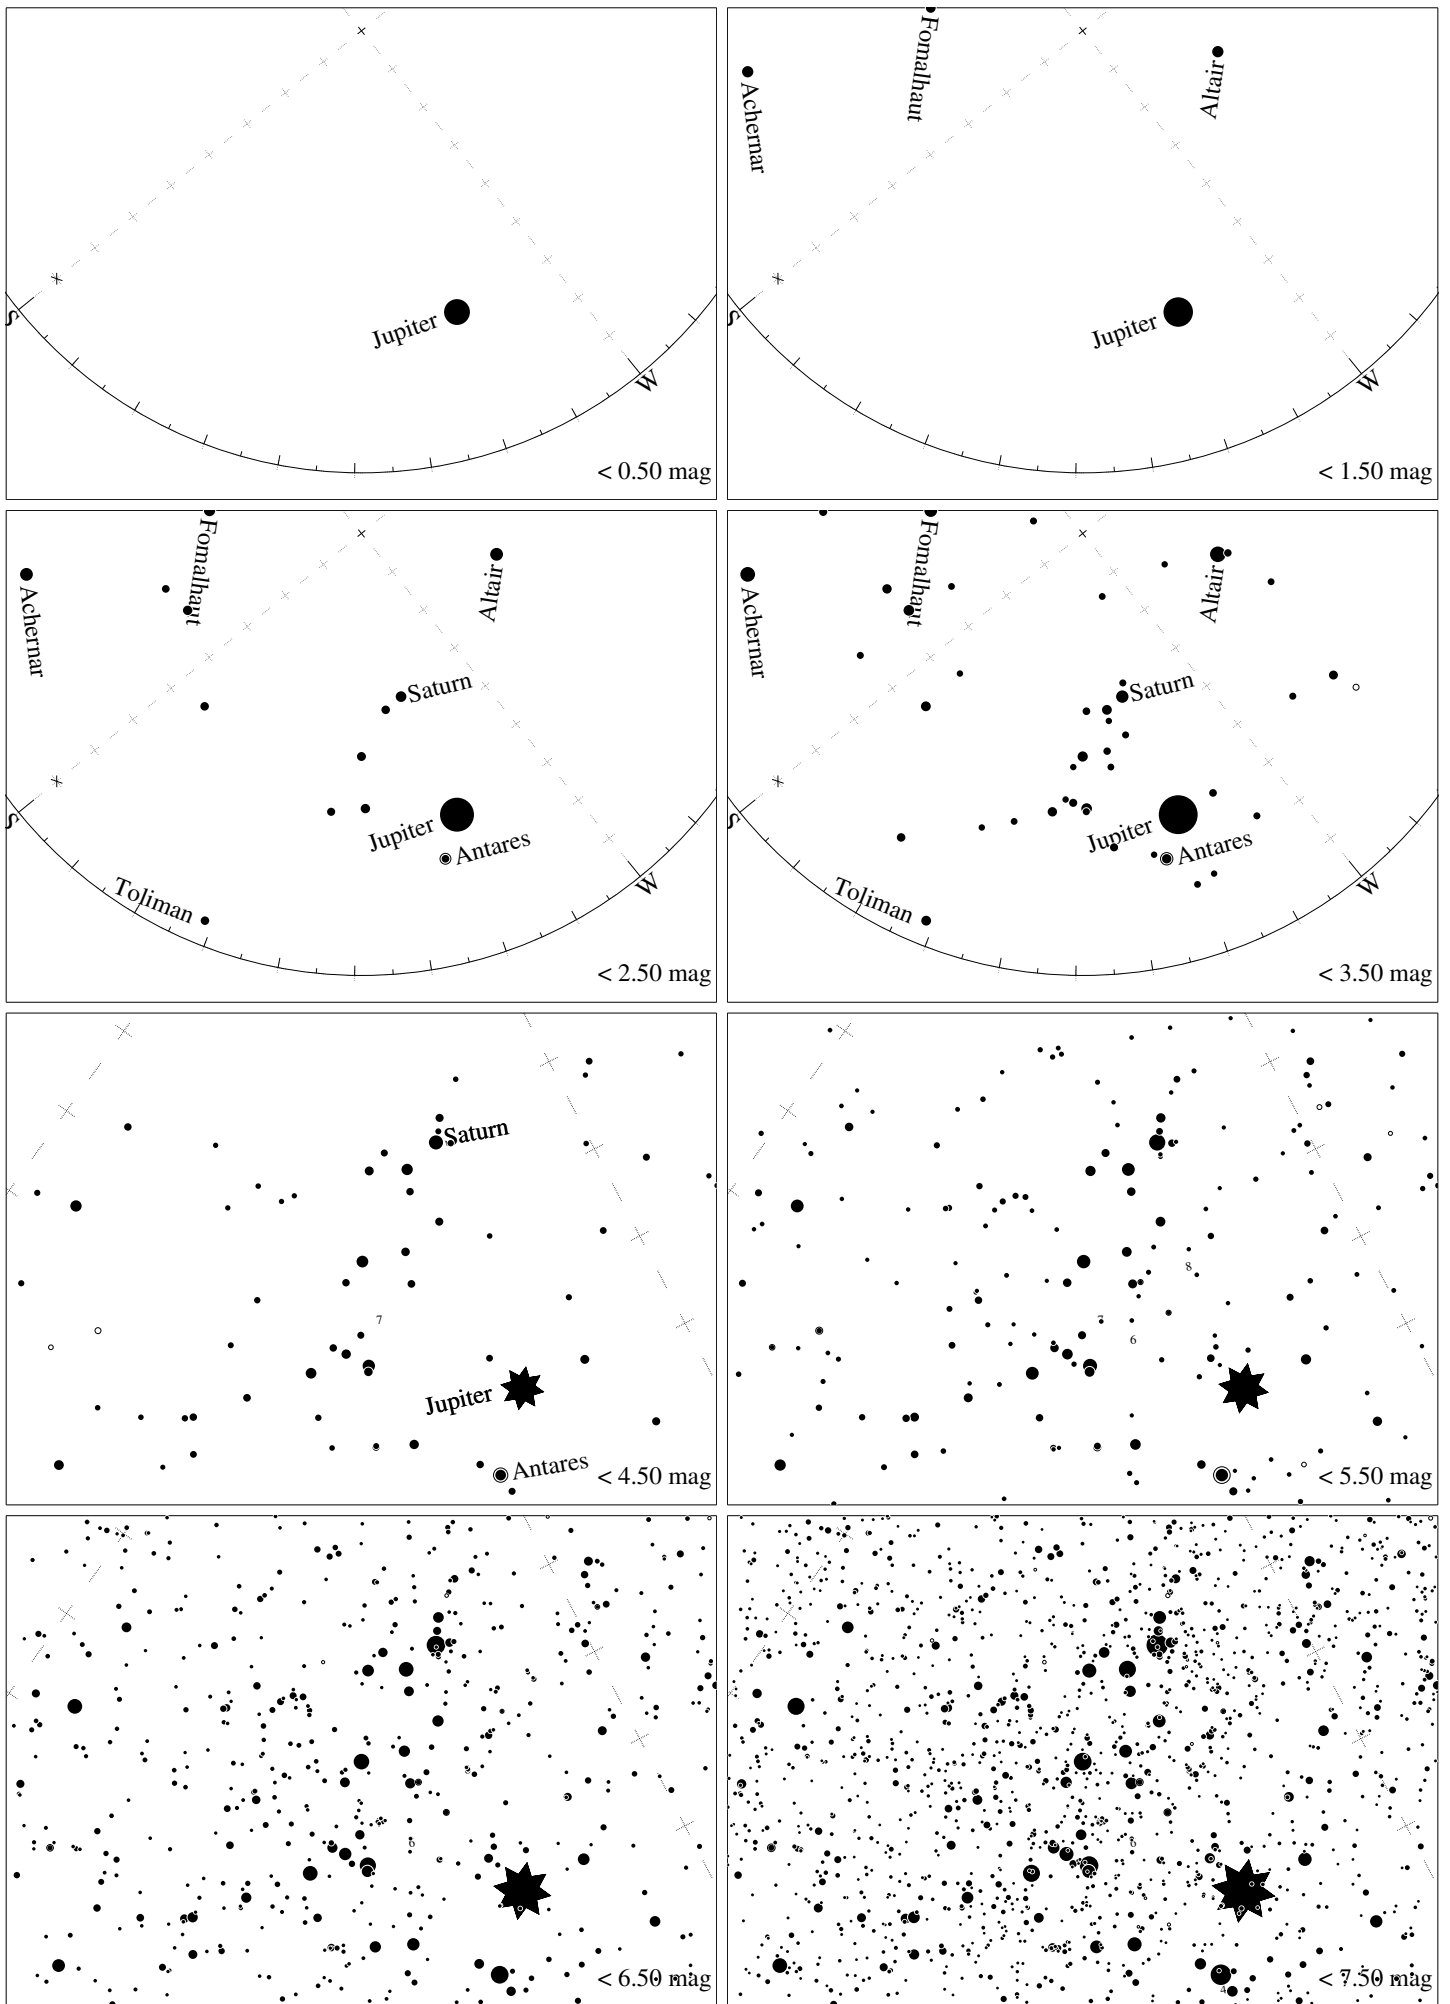 S
Jupiter
W
< 0.50 mag
Achernar
Fomalhaut
Altair
S
Jupiter
W
< 1.50 mag
Achernar
Fomalhaut
Altair
Saturn
S
Jupiter
Antares
Toliman
W
< 2.50 mag
Achernar
Fomalhaut
Altair
Saturn
S
Jupiter
Antares
Toliman
W
< 3.50 mag
Saturn
7
Jupiter
Antares
< 4.50 mag
8
7
6
< 5.50 mag
6
< 6.50 mag
6
< 7.50 mag